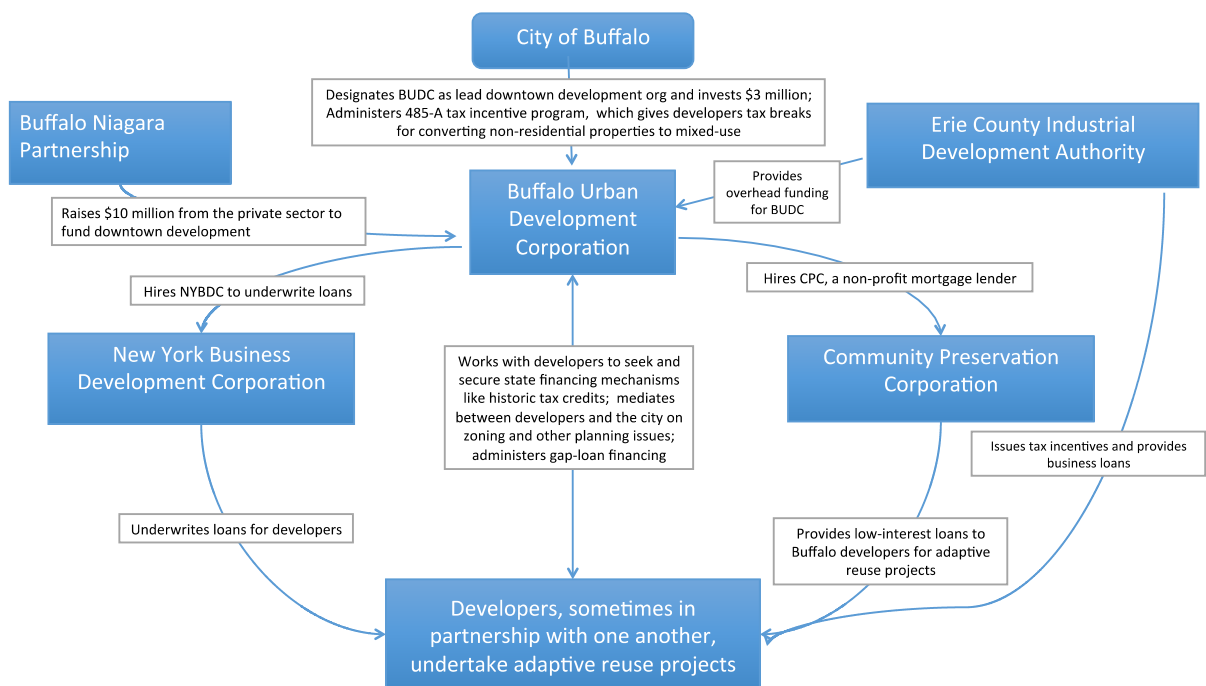 City of Buffalo
Designates BUDC as lead downtown development org and invests $3 million;
Administers 485-A tax incentive program,  which gives developers tax breaks
for converting non-residential properties to mixed-use
Buffalo Niagara
Partnership
Erie County Industrial
Development Authority
Provides
overhead funding
for BUDC
Buffalo Urban
Development
Corporation
Raises $10 million from the private sector to
fund downtown development
Hires NYBDC to underwrite loans
Hires CPC, a non-profit mortgage lender
New York Business
Development Corporation
Works with developers to seek and
secure state financing mechanisms
like historic tax credits;  mediates
between developers and the city on
zoning and other planning issues;
administers gap-loan financing
Community Preservation
Corporation
Issues tax incentives and provides
business loans
Underwrites loans for developers
Provides low-interest loans to
Buffalo developers for adaptive
reuse projects
Developers, sometimes in
partnership with one another,
undertake adaptive reuse projects